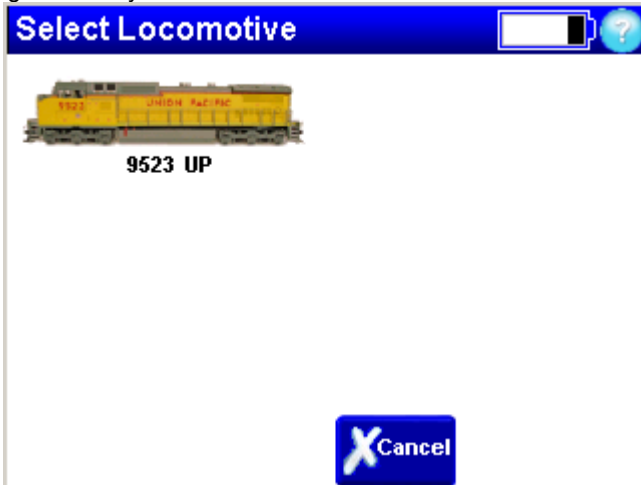 Select Locomotive
?
9523 UNION PACIFIC
9523 UP
Cancel